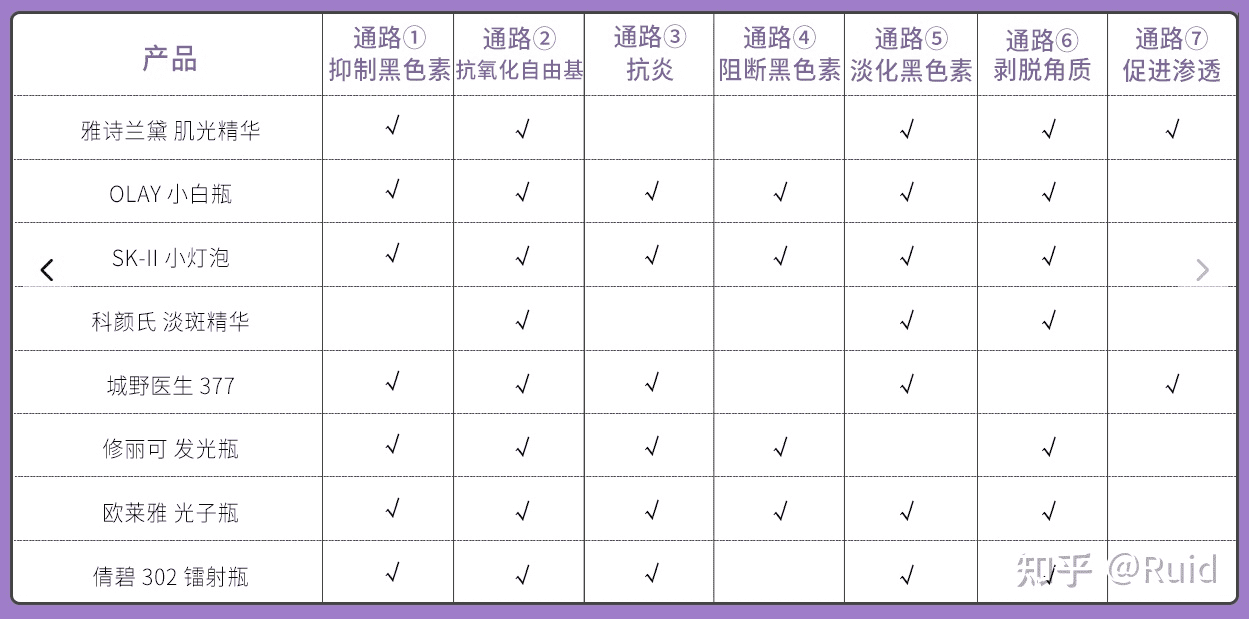 产品 通路① 通路② 通路③ 通路④ 通路⑤ 通路⑥ 通路⑦
抑制黑色素 抗氧化自由基 抗炎 阻断黑色素 淡化黑色素 剥脱角质 促进渗透
雅诗兰黛 肌光精华 √ √ √ √ √
OLAY 小白瓶 √ √ √ √ √ √
SK-II 小灯泡 √ √ √ √ √ √
科颜氏 淡斑精华 √ √ √
城野医生 377 √ √ √ √ √
修丽可 发光瓶 √ √ √ √ √
欧莱雅 光子瓶 √ √ √ √ √ √
倩碧 302 镭射瓶 √ √ √ √ √
知乎 @Ruid